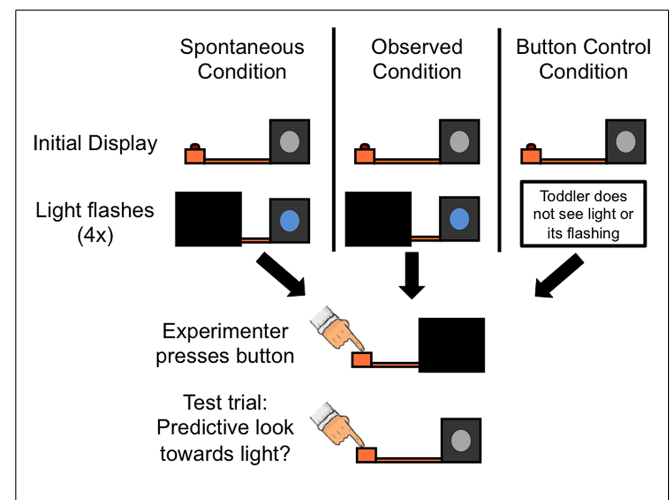 Spontaneous
Condition
Observed
Condition
Button Control
Condition
Initial Display
Light flashes
(4x)
Toddler does
not see light or
its flashing
Experimenter
presses button
Test trial:
Predictive look
towards light?